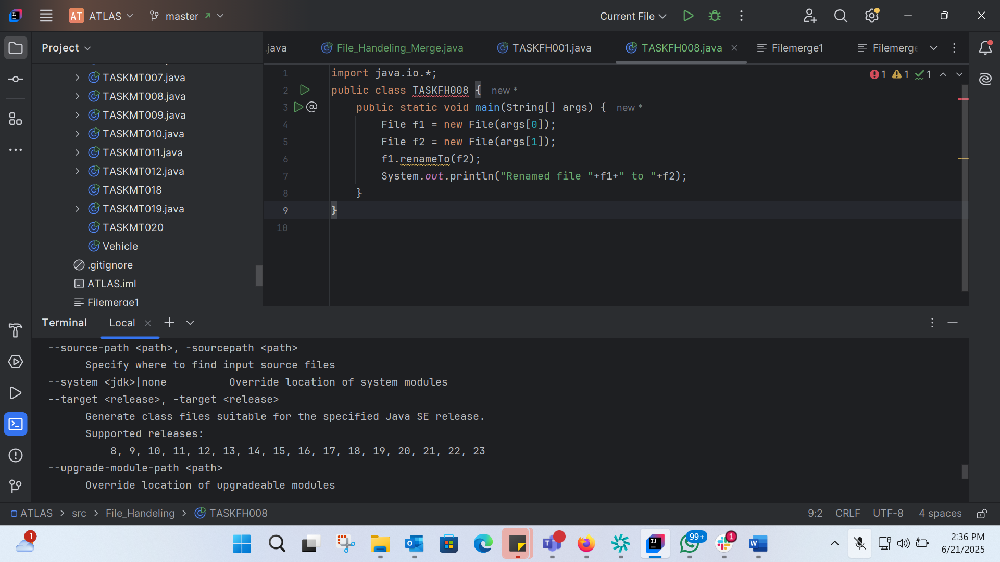 AT ATLAS master Current File
Project
.java File_Handeling_Merge.java TASKFH001.java TASKFH008.java Filemerge1 Filemerge
TASKMT007.java
TASKMT008.java
TASKMT009.java
TASKMT010.java
TASKMT011.java
TASKMT012.java
TASKMT018
TASKMT019.java
TASKMT020
Vehicle
.gitignore
ATLAS.iml
Filemerge1
1 import java.io.*;
2 public class TASKFH008 { new *
3 @ public static void main(String[] args) { new *
4 File f1 = new File(args[0]);
5 File f2 = new File(args[1]);
6 f1.renameTo(f2);
7 System.out.println("Renamed file "+f1+" to "+f2);
8 }
9 }
10
1 1 1
Terminal Local
--source-path <path>, -sourcepath <path>
Specify where to find input source files
--system <jdk>|none Override location of system modules
--target <release>, -target <release>
Generate class files suitable for the specified Java SE release.
Supported releases:
8, 9, 10, 11, 12, 13, 14, 15, 16, 17, 18, 19, 20, 21, 22, 23
--upgrade-module-path <path>
Override location of upgradeable modules
ATLAS > src > File_Handeling > TASKFH008 9:2 CRLF UTF-8 4 spaces
1 99+ 1 2:36 PM
6/21/2025